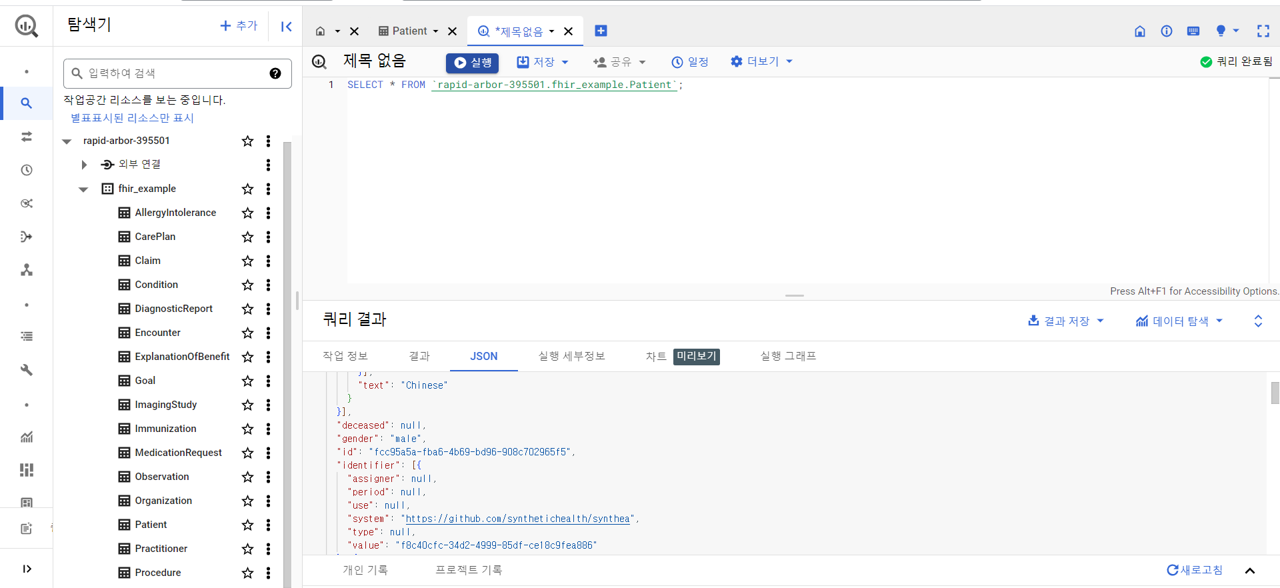 탐색기
+ 추가
입력하여 검색
작업공간 리소스를 보는 중입니다.
별표표시된 리소스만 표시
rapid-arbor-395501
외부 연결
fhir_example
AllergyIntolerance
CarePlan
Claim
Condition
DiagnosticReport
Encounter
ExplanationOfBenefit
Goal
ImagingStudy
Immunization
MedicationRequest
Observation
Organization
Patient
Practitioner
Procedure
Patient
*제목없음
제목 없음
실행
저장
공유
일정
더보기
쿼리 완료됨
1 SELECT * FROM `rapid-arbor-395501.fhir_example.Patient`;
Press Alt+F1 for Accessibility Options.
쿼리 결과
결과 저장
데이터 탐색
작업 정보
결과
JSON
실행 세부정보
차트 미리보기
실행 그래프
}],
"text": "Chinese"
}
}],
"deceased": null,
"gender": "male",
"id": "fcc95a5a-fba6-4b69-bd96-908c702965f5",
"identifier": [{
"assigner": null,
"period": null,
"use": null,
"system": "https://github.com/synthetichealth/synthea",
"type": null,
"value": "f8c40cfc-34d2-4999-85df-ce18c9fea886"
개인 기록
프로젝트 기록
새로고침